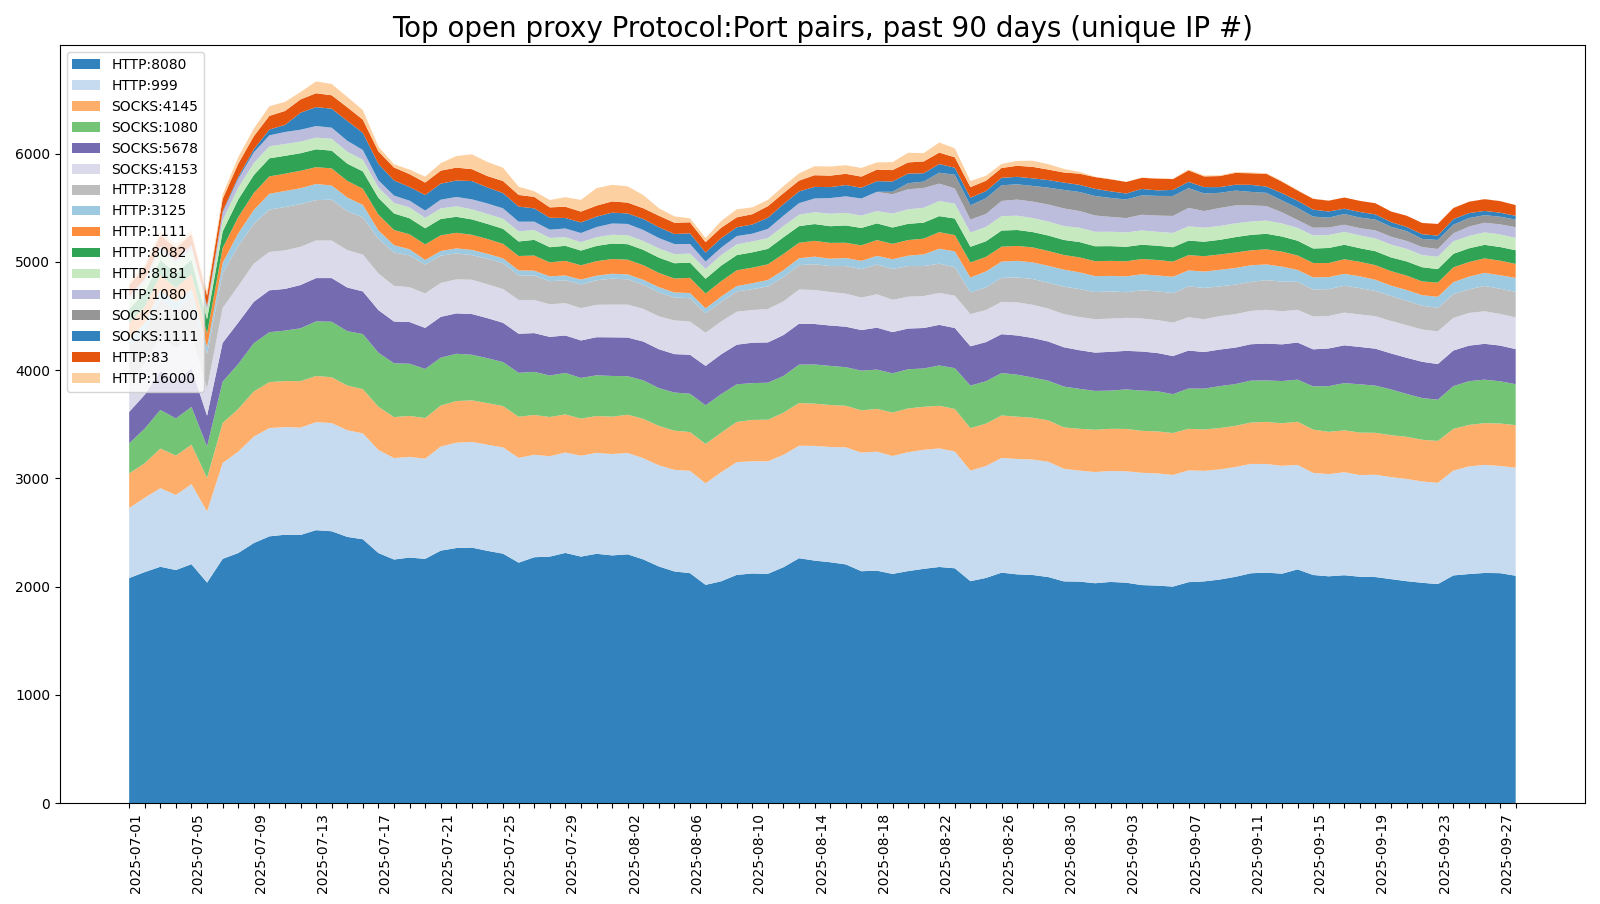 Top open proxy Protocol:Port pairs, past 90 days (unique IP #)
HTTP:8080
HTTP:999
SOCKS:4145
SOCKS:1080
SOCKS:5678
SOCKS:4153
HTTP:3128
HTTP:3125
HTTP:1111
HTTP:8082
HTTP:8181
HTTP:1080
SOCKS:1100
SOCKS:1111
HTTP:83
HTTP:16000
6000
5000
4000
3000
2000
1000
0
2025-07-01
2025-07-05
2025-07-09
2025-07-13
2025-07-17
2025-07-21
2025-07-25
2025-07-29
2025-08-02
2025-08-06
2025-08-10
2025-08-14
2025-08-18
2025-08-22
2025-08-26
2025-08-30
2025-09-03
2025-09-07
2025-09-11
2025-09-15
2025-09-19
2025-09-23
2025-09-27